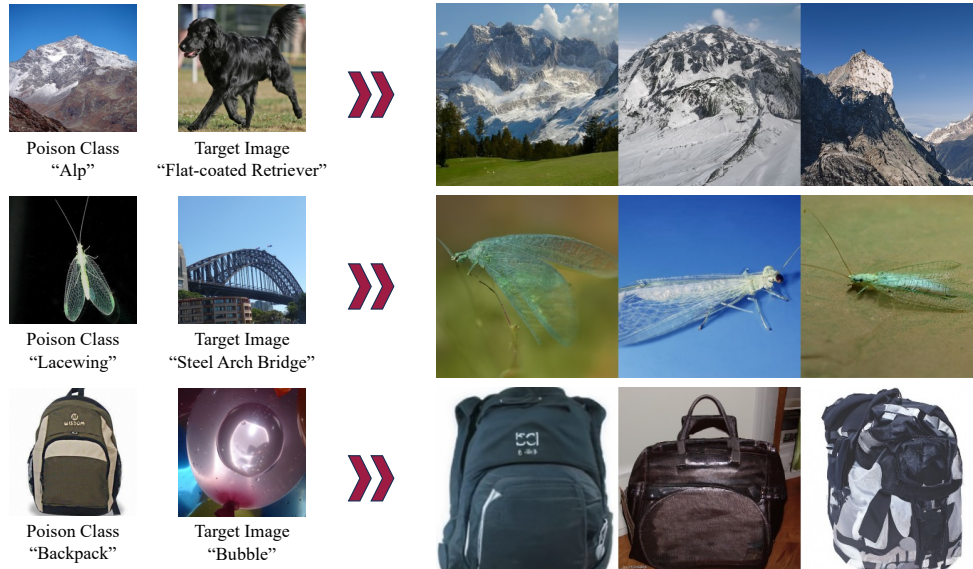 Poison Class
"Alp"
Target Image
"Flat-coated Retriever"
Poison Class
"Lacewing"
Target Image
"Steel Arch Bridge"
WISSOM
Poison Class
"Backpack"
Target Image
"Bubble"